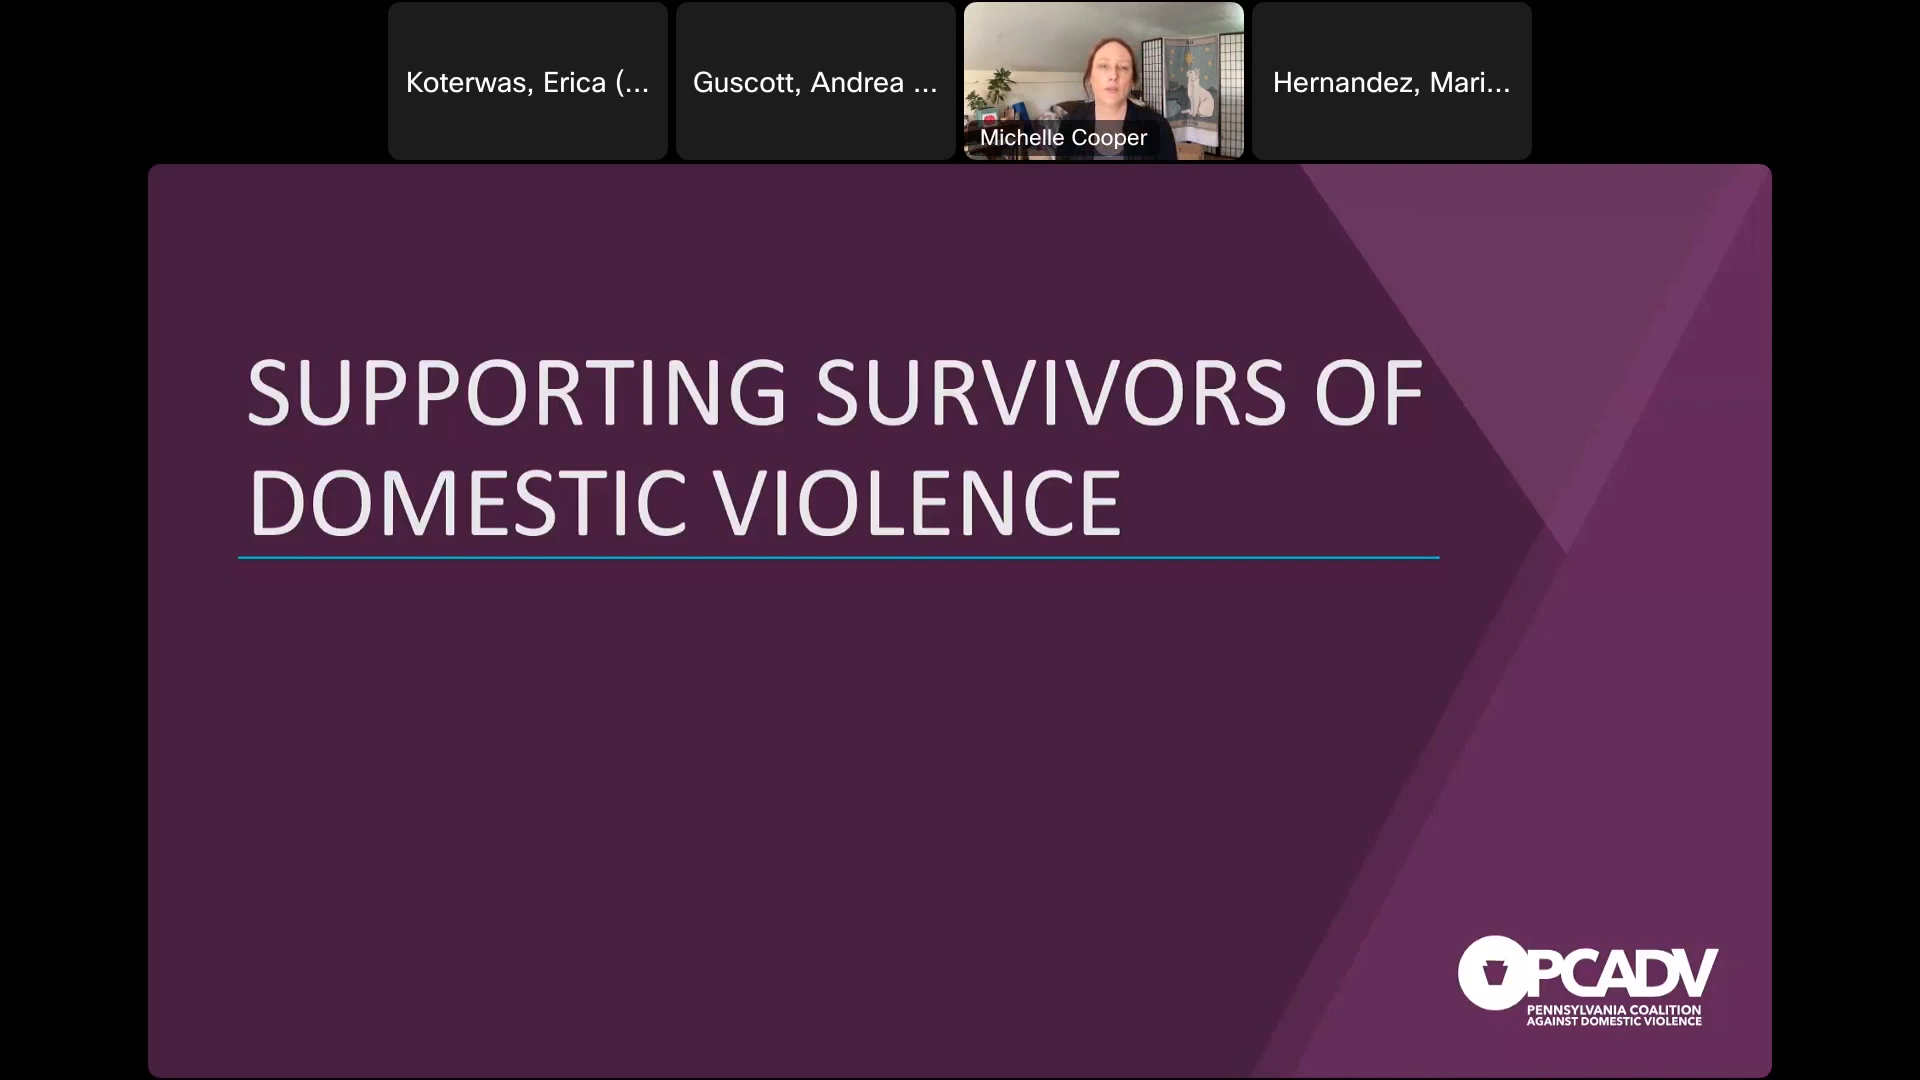 Koterwas, Erica (...
Guscott, Andrea ...
Michelle Cooper
Hernandez, Mari...
SUPPORTING SURVIVORS OF
DOMESTIC VIOLENCE
PCADV
PENNSYLVANIA COALITION
AGAINST DOMESTIC VIOLENCE